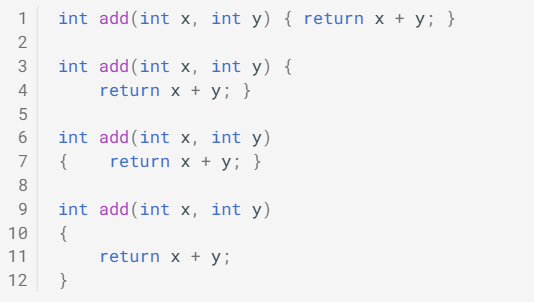 1 int add(int x, int y) { return x + y; }
2
3 int add(int x, int y) {
4     return x + y; }
5
6 int add(int x, int y)
7 {    return x + y; }
8
9 int add(int x, int y)
10 {
11     return x + y;
12 }